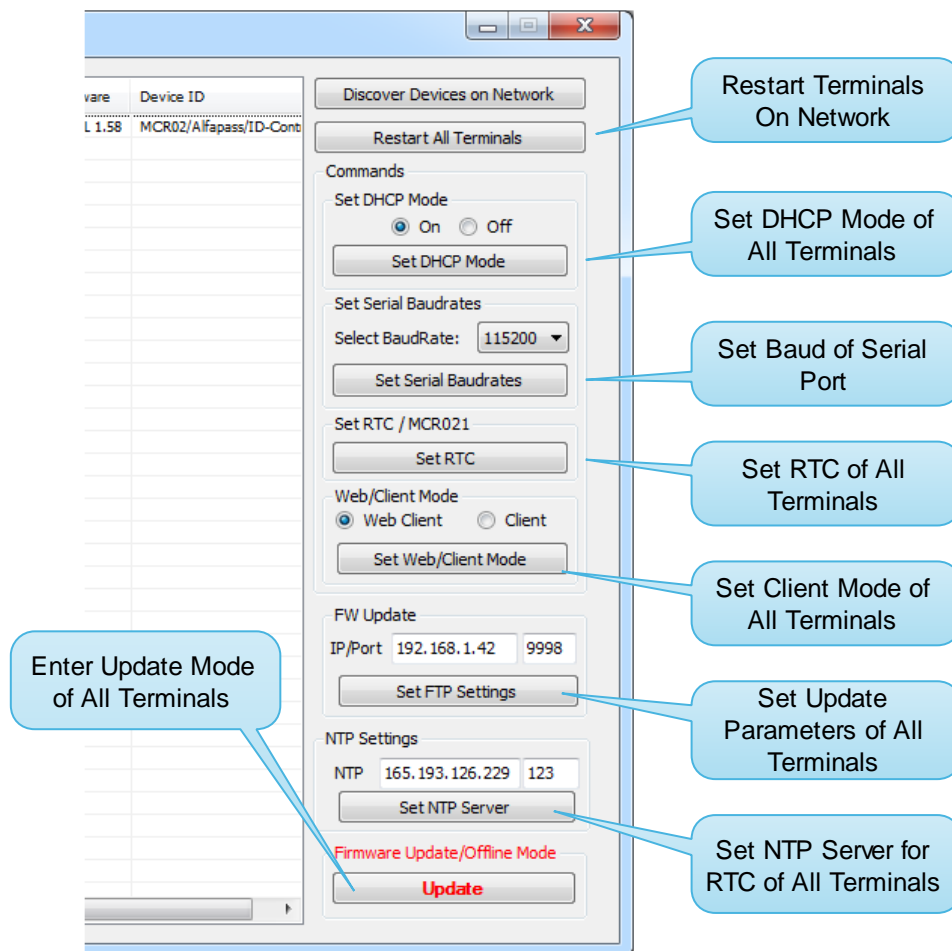 ware
Device ID
L 1.58
MCR02/Alfapass/ID-Cont
Discover Devices on Network
Restart All Terminals
Commands
Set DHCP Mode
On
Off
Set DHCP Mode
Set Serial Baudrates
Select BaudRate:
115200
Set Serial Baudrates
Set RTC / MCR021
Set RTC
Web/Client Mode
Web Client
Client
Set Web/Client Mode
FW Update
IP/Port
192.168.1.42
9998
Set FTP Settings
NTP Settings
NTP
165.193.126.229
123
Set NTP Server
Firmware Update/Offline Mode
Update
Restart Terminals
On Network
Set DHCP Mode of
All Terminals
Set Baud of Serial
Port
Set RTC of All
Terminals
Set Client Mode of
All Terminals
Enter Update Mode
of All Terminals
Set Update
Parameters of All
Terminals
Set NTP Server for
RTC of All Terminals